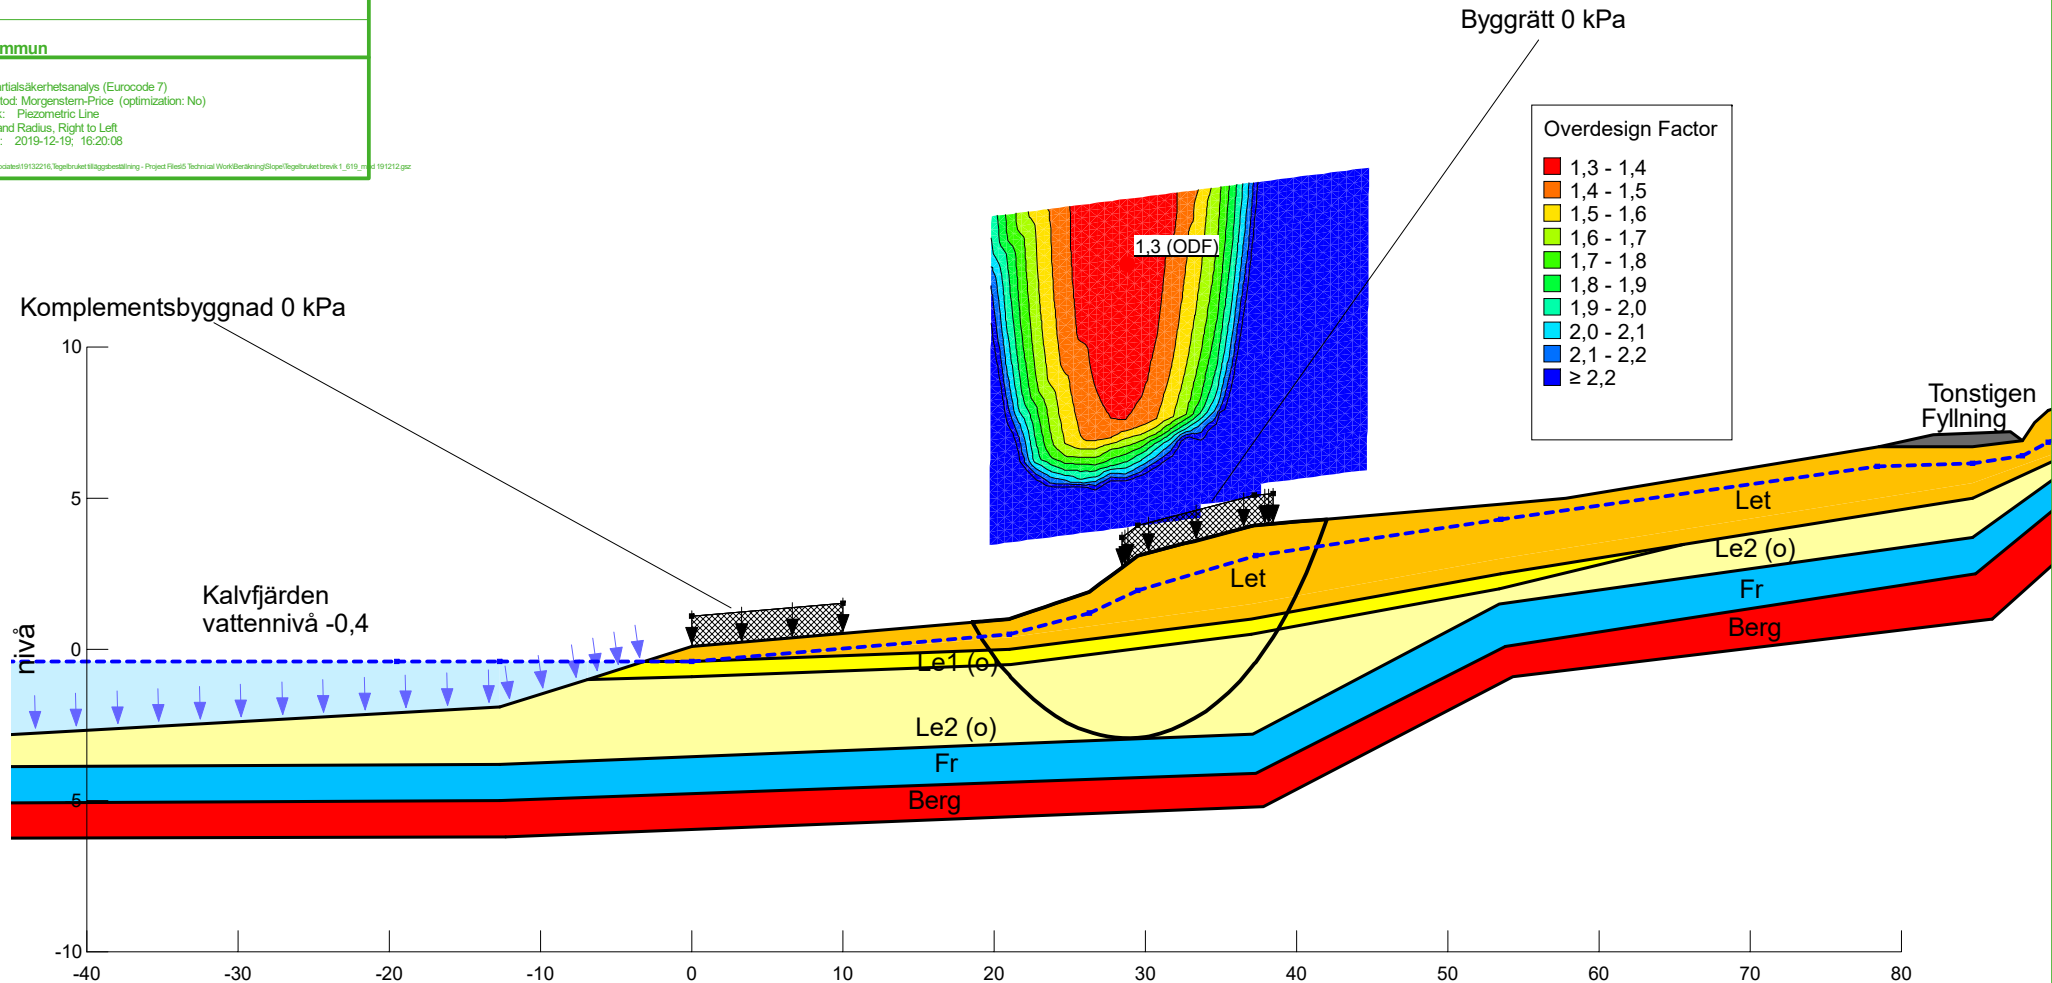 mmun
rtialsäkerhetsanalys (Eurocode 7)
tod: Morgenstern-Price (optimization: No)
: Piezometric Line
and Radius, Right to Left
: 2019-12-19; 16:20:08
Byggrätt 0 kPa
Overdesign Factor
1,3 - 1,4
1,4 - 1,5
1,5 - 1,6
1,6 - 1,7
1,7 - 1,8
1,8 - 1,9
1,9 - 2,0
2,0 - 2,1
2,1 - 2,2
≥ 2,2
1,3 (ODF)
Komplementsbyggnad 0 kPa
Tonstigen
Fyllning
Kalvfjärden
vattennivå -0,4
nivå
10
5
0
5
-10
Let
Le2 (o)
Fr
Berg
Let
Le1 (o)
Le2 (o)
Fr
Berg
-40 -30 -20 -10 0 10 20 30 40 50 60 70 80